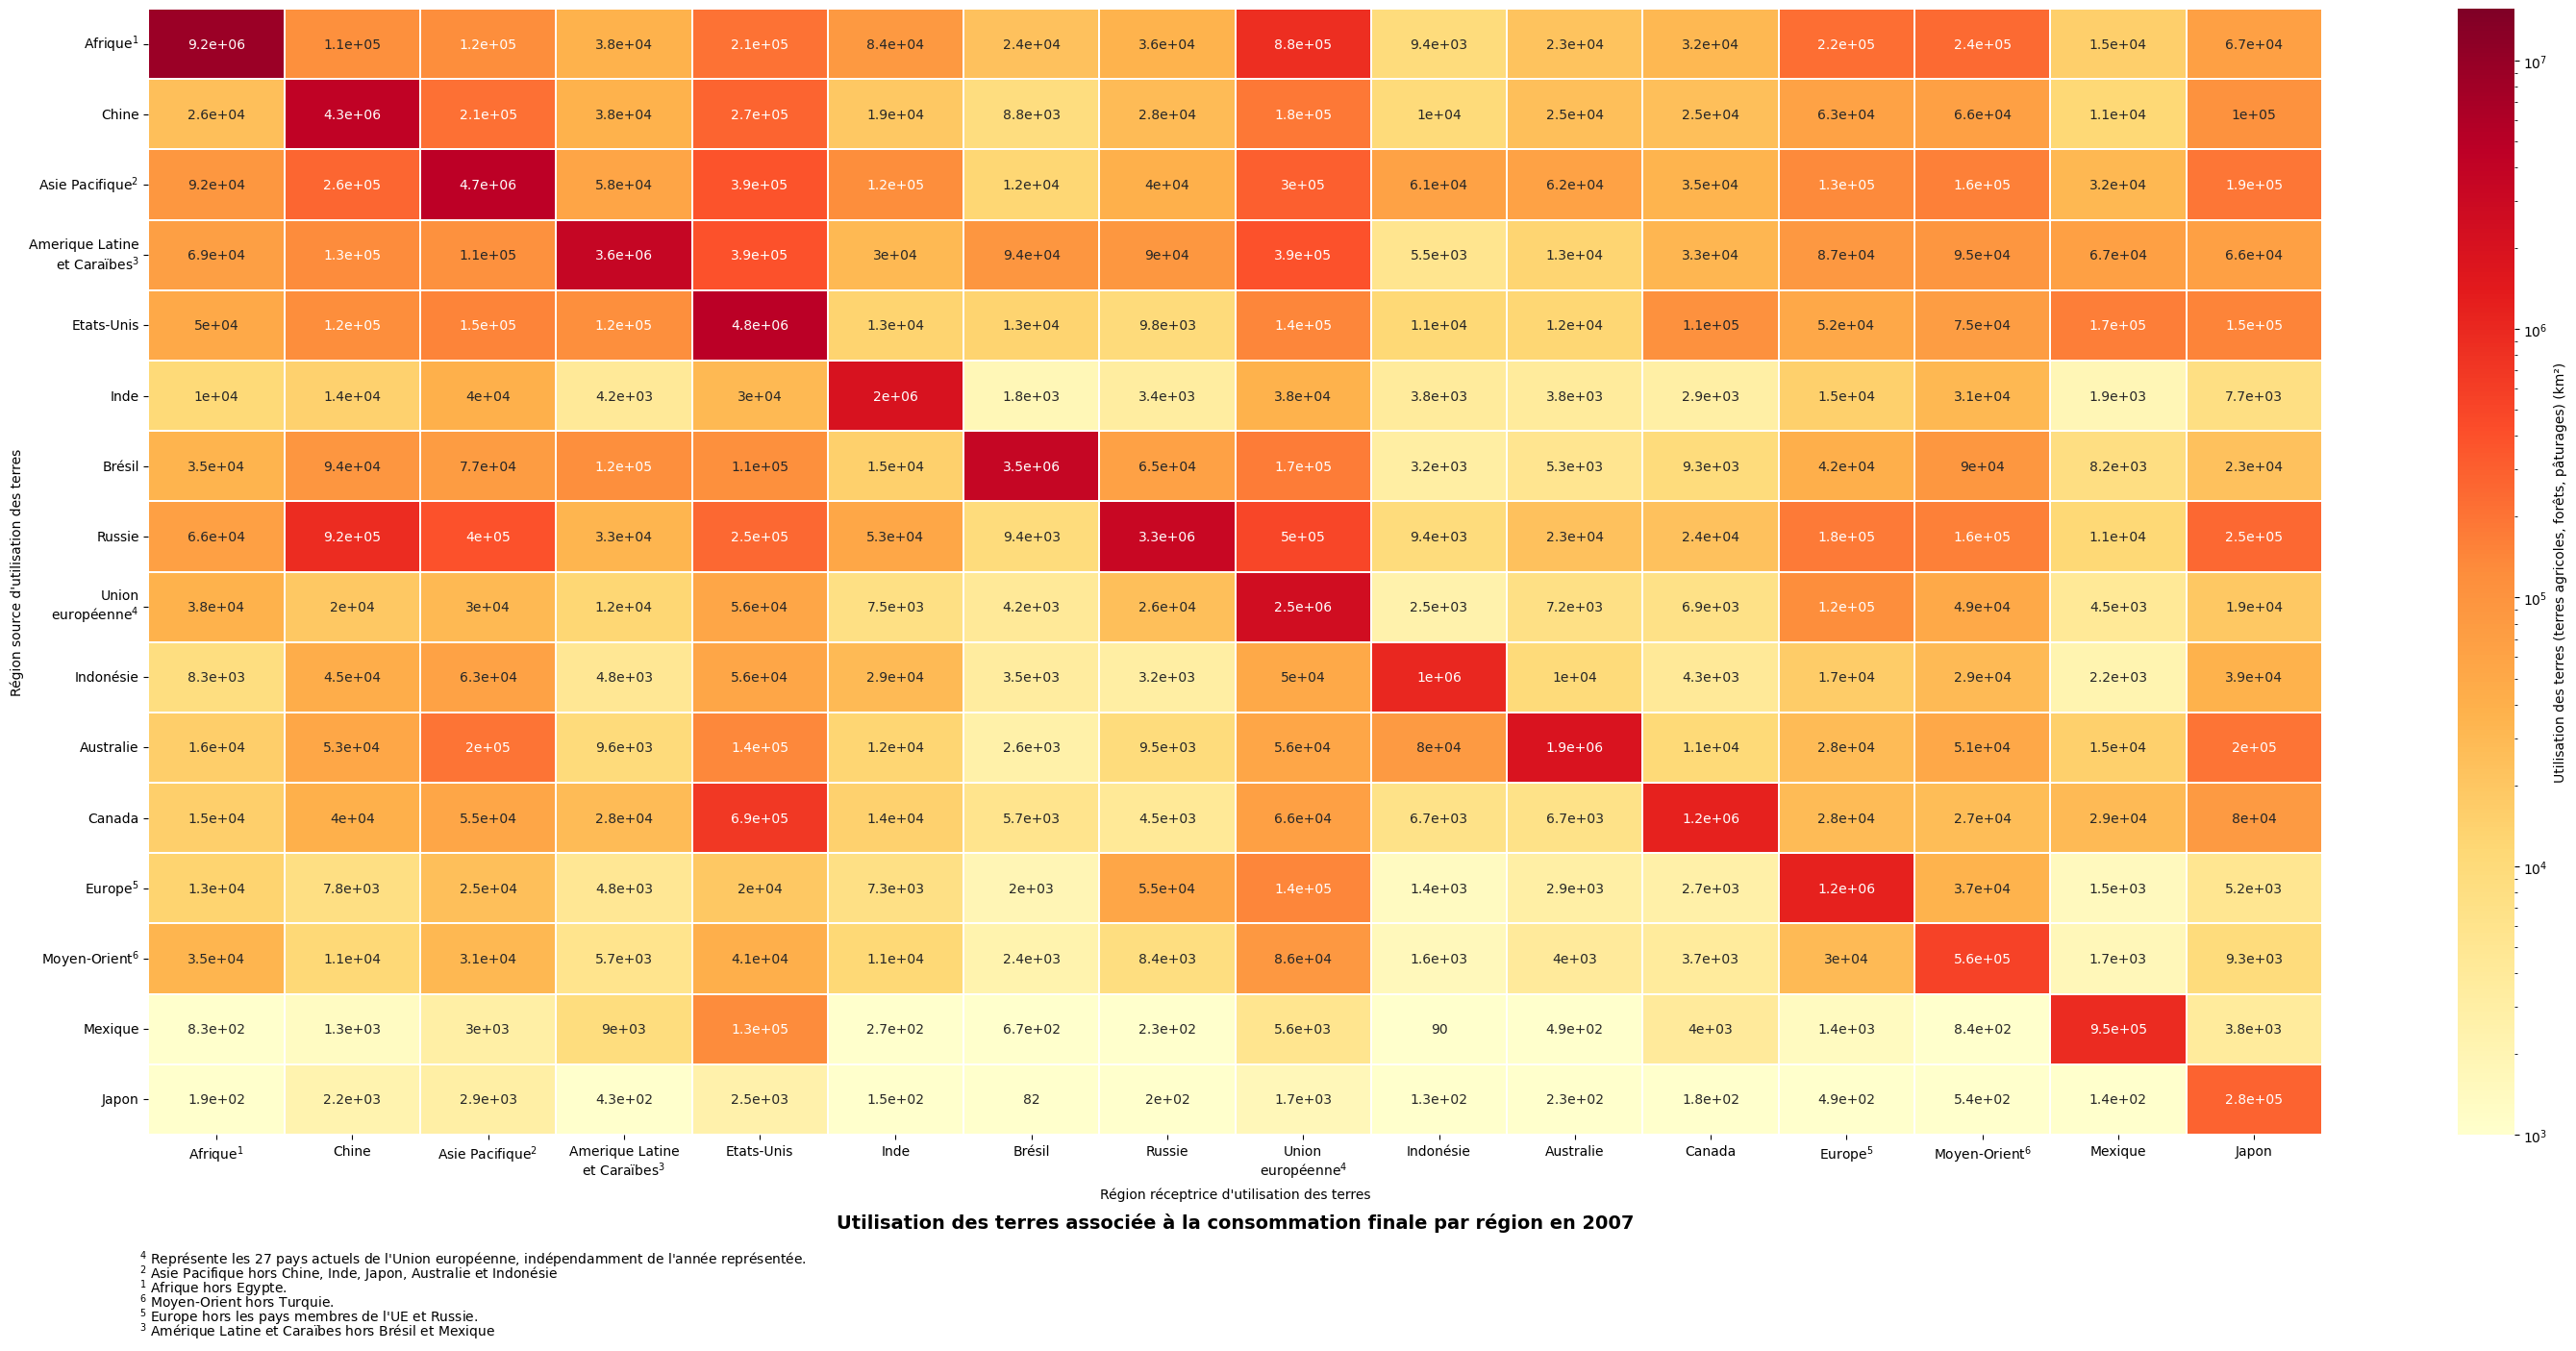 Afrique¹ 9.2e+06 1.1e+05 1.2e+05 3.8e+04 2.1e+05 8.4e+04 2.4e+04 3.6e+04 8.8e+05 9.4e+03 2.3e+04 3.2e+04 2.2e+05 2.4e+05 1.5e+04 6.7e+04
Chine 2.6e+04 4.3e+06 2.1e+05 3.8e+04 2.7e+05 1.9e+04 8.8e+03 2.8e+04 1.8e+05 1e+04 2.5e+04 2.5e+04 6.3e+04 6.6e+04 1.1e+04 1e+05
Asie Pacifique² 9.2e+04 2.6e+05 4.7e+06 5.8e+04 3.9e+05 1.2e+05 1.2e+04 4e+04 3e+05 6.1e+04 6.2e+04 3.5e+04 1.3e+05 1.6e+05 3.2e+04 1.9e+05
Amerique Latine
et Caraïbes³ 6.9e+04 1.3e+05 1.1e+05 3.6e+06 3.9e+05 3e+04 9.4e+04 9e+04 3.9e+05 5.5e+03 1.3e+04 3.3e+04 8.7e+04 9.5e+04 6.7e+04 6.6e+04
Etats-Unis 5e+04 1.2e+05 1.5e+05 1.2e+05 4.8e+06 1.3e+04 1.3e+04 9.8e+03 1.4e+05 1.1e+04 1.2e+04 1.1e+05 5.2e+04 7.5e+04 1.7e+05 1.5e+05
Inde 1e+04 1.4e+04 4e+04 4.2e+03 3e+04 2e+06 1.8e+03 3.4e+03 3.8e+04 3.8e+03 3.8e+03 2.9e+03 1.5e+04 3.1e+04 1.9e+03 7.7e+03
Brésil 3.5e+04 9.4e+04 7.7e+04 1.2e+05 1.1e+05 1.5e+04 3.5e+06 6.5e+04 1.7e+05 3.2e+03 5.3e+03 9.3e+03 4.2e+04 9e+04 8.2e+03 2.3e+04
Russie 6.6e+04 9.2e+05 4e+05 3.3e+04 2.5e+05 5.3e+04 9.4e+03 3.3e+06 5e+05 9.4e+03 2.3e+04 2.4e+04 1.8e+05 1.6e+05 1.1e+04 2.5e+05
Union
européenne⁴ 3.8e+04 2e+04 3e+04 1.2e+04 5.6e+04 7.5e+03 4.2e+03 2.6e+04 2.5e+06 2.5e+03 7.2e+03 6.9e+03 1.2e+05 4.9e+04 4.5e+03 1.9e+04
Indonésie 8.3e+03 4.5e+04 6.3e+04 4.8e+03 5.6e+04 2.9e+04 3.5e+03 3.2e+03 5e+04 1e+06 1e+04 4.3e+03 1.7e+04 2.9e+04 2.2e+03 3.9e+04
Australie 1.6e+04 5.3e+04 2e+05 9.6e+03 1.4e+05 1.2e+04 2.6e+03 9.5e+03 5.6e+04 8e+04 1.9e+06 1.1e+04 2.8e+04 5.1e+04 1.5e+04 2e+05
Canada 1.5e+04 4e+04 5.5e+04 2.8e+04 6.9e+05 1.4e+04 5.7e+03 4.5e+03 6.6e+04 6.7e+03 6.7e+03 1.2e+06 2.8e+04 2.7e+04 2.9e+04 8e+04
Europe⁵ 1.3e+04 7.8e+03 2.5e+04 4.8e+03 2e+04 7.3e+03 2e+03 5.5e+04 1.4e+05 1.4e+03 2.9e+03 2.7e+03 1.2e+06 3.7e+04 1.5e+03 5.2e+03
Moyen-Orient⁶ 3.5e+04 1.1e+04 3.1e+04 5.7e+03 4.1e+04 1.1e+04 2.4e+03 8.4e+03 8.6e+04 1.6e+03 4e+03 3.7e+03 3e+04 5.6e+05 1.7e+03 9.3e+03
Mexique 8.3e+02 1.3e+03 3e+03 9e+03 1.3e+05 2.7e+02 6.7e+02 2.3e+02 5.6e+03 90 4.9e+02 4e+03 1.4e+03 8.4e+02 9.5e+05 3.8e+03
Japon 1.9e+02 2.2e+03 2.9e+03 4.3e+02 2.5e+03 1.5e+02 82 2e+02 1.7e+03 1.3e+02 2.3e+02 1.8e+02 4.9e+02 5.4e+02 1.4e+02 2.8e+05
Région source d'utilisation des terres
Afrique¹ Chine Asie Pacifique² Amerique Latine Etats-Unis Inde Brésil Russie Union Indonésie Australie Canada Europe⁵ Moyen-Orient⁶ Mexique Japon
et Caraïbes³ européenne⁴
Région réceptrice d'utilisation des terres
10⁷
10⁶
10⁵
10⁴
10³
Utilisation des terres (terres agricoles, forêts, pâturages) (km²)
Utilisation des terres associée à la consommation finale par région en 2007
⁴ Représente les 27 pays actuels de l'Union européenne, indépendamment de l'année représentée.
² Asie Pacifique hors Chine, Inde, Japon, Australie et Indonésie
¹ Afrique hors Egypte.
⁶ Moyen-Orient hors Turquie.
⁵ Europe hors les pays membres de l'UE et Russie.
³ Amérique Latine et Caraïbes hors Brésil et Mexique